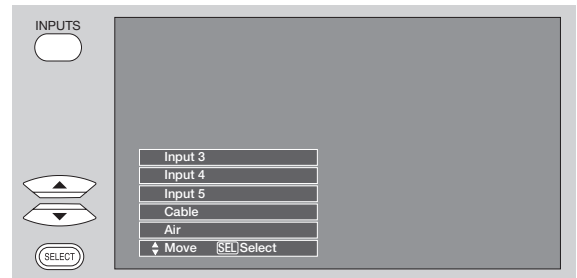 INPUTS
Input 3
Input 4
Input 5
Cable
Air
Move SEL Select
SELECT